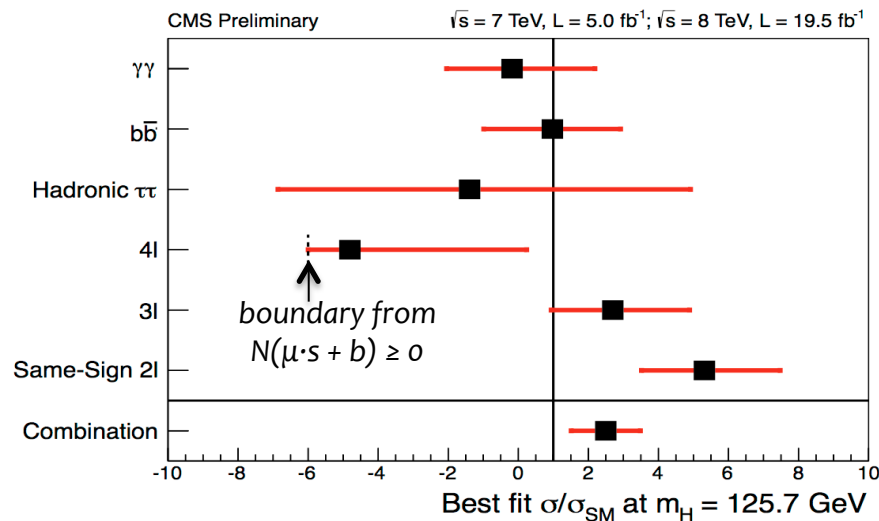 CMS Preliminary
√s = 7 TeV, L = 5.0 fb⁻¹; √s = 8 TeV, L = 19.5 fb⁻¹
γγ
bb̅
Hadronic ττ
4l
boundary from
N(μ·s + b) ≥ 0
3l
Same-Sign 2l
Combination
-10 -8 -6 -4 -2 0 2 4 6 8 10
Best fit σ/σ_SM at m_H = 125.7 GeV